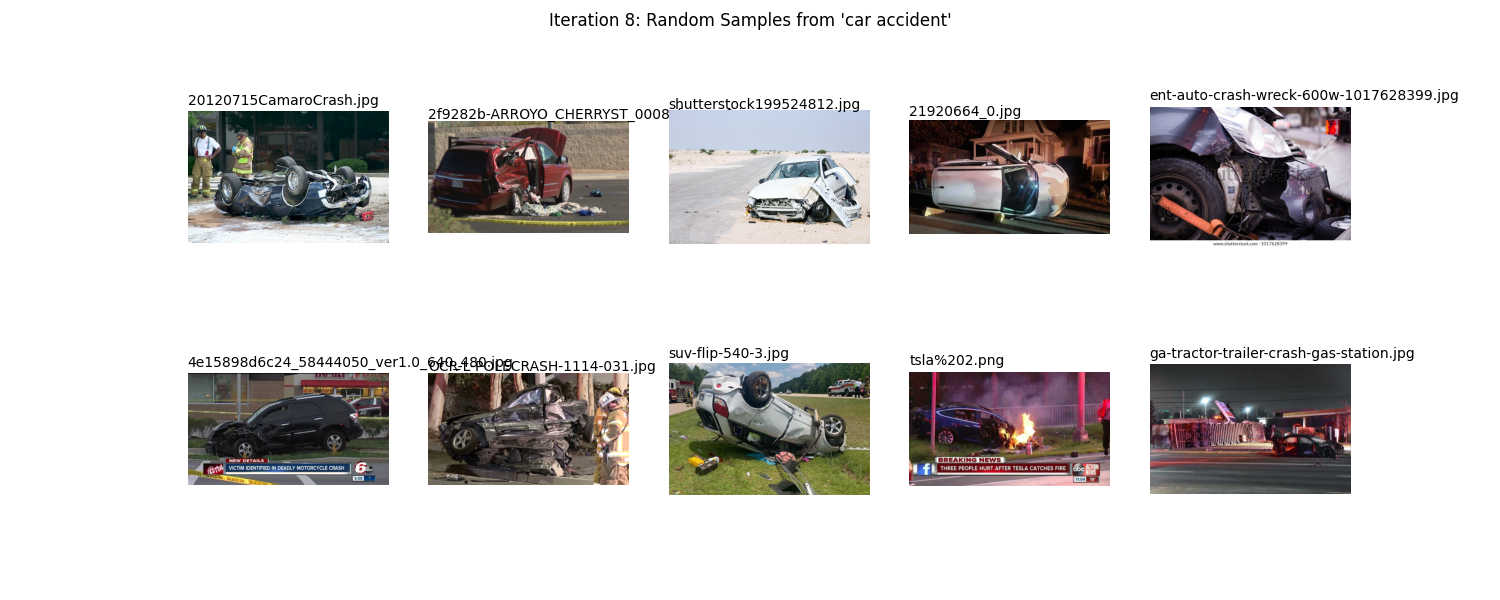 Iteration 8: Random Samples from 'car accident'
20120715CamaroCrash.jpg
2f9282b-ARROYO_CHERRYST_0008
shutterstock199524812.jpg
21920664_0.jpg
ent-auto-crash-wreck-600w-1017628399.jpg
shutterstock
www.shutterstock.com · 1017628399
4e15898d6c24_58444050_ver1.0_640_480.jpg
OCR-L-POLECRASH-1114-031.jpg
suv-flip-540-3.jpg
tsla%202.png
ga-tractor-trailer-crash-gas-station.jpg
NEW DETAILS
VICTIM IDENTIFIED IN DEADLY MOTORCYCLE CRASH
6
BREAKING NEWS
THREE PEOPLE HURT AFTER TESLA CATCHES FIRE
abc